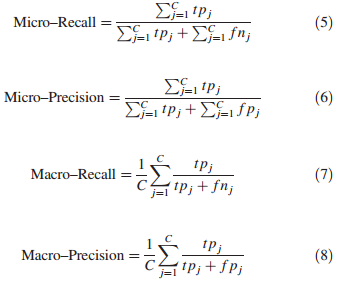 Micro–Recall = \frac{\sum_{j=1}^{C} tp_j}{\sum_{j=1}^{C} tp_j + \sum_{j=1}^{C} fn_j} (5)
Micro–Precision = \frac{\sum_{j=1}^{C} tp_j}{\sum_{j=1}^{C} tp_j + \sum_{j=1}^{C} fp_j} (6)
Macro–Recall = \frac{1}{C} \sum_{j=1}^{C} \frac{tp_j}{tp_j + fn_j} (7)
Macro–Precision = \frac{1}{C} \sum_{j=1}^{C} \frac{tp_j}{tp_j + fp_j} (8)